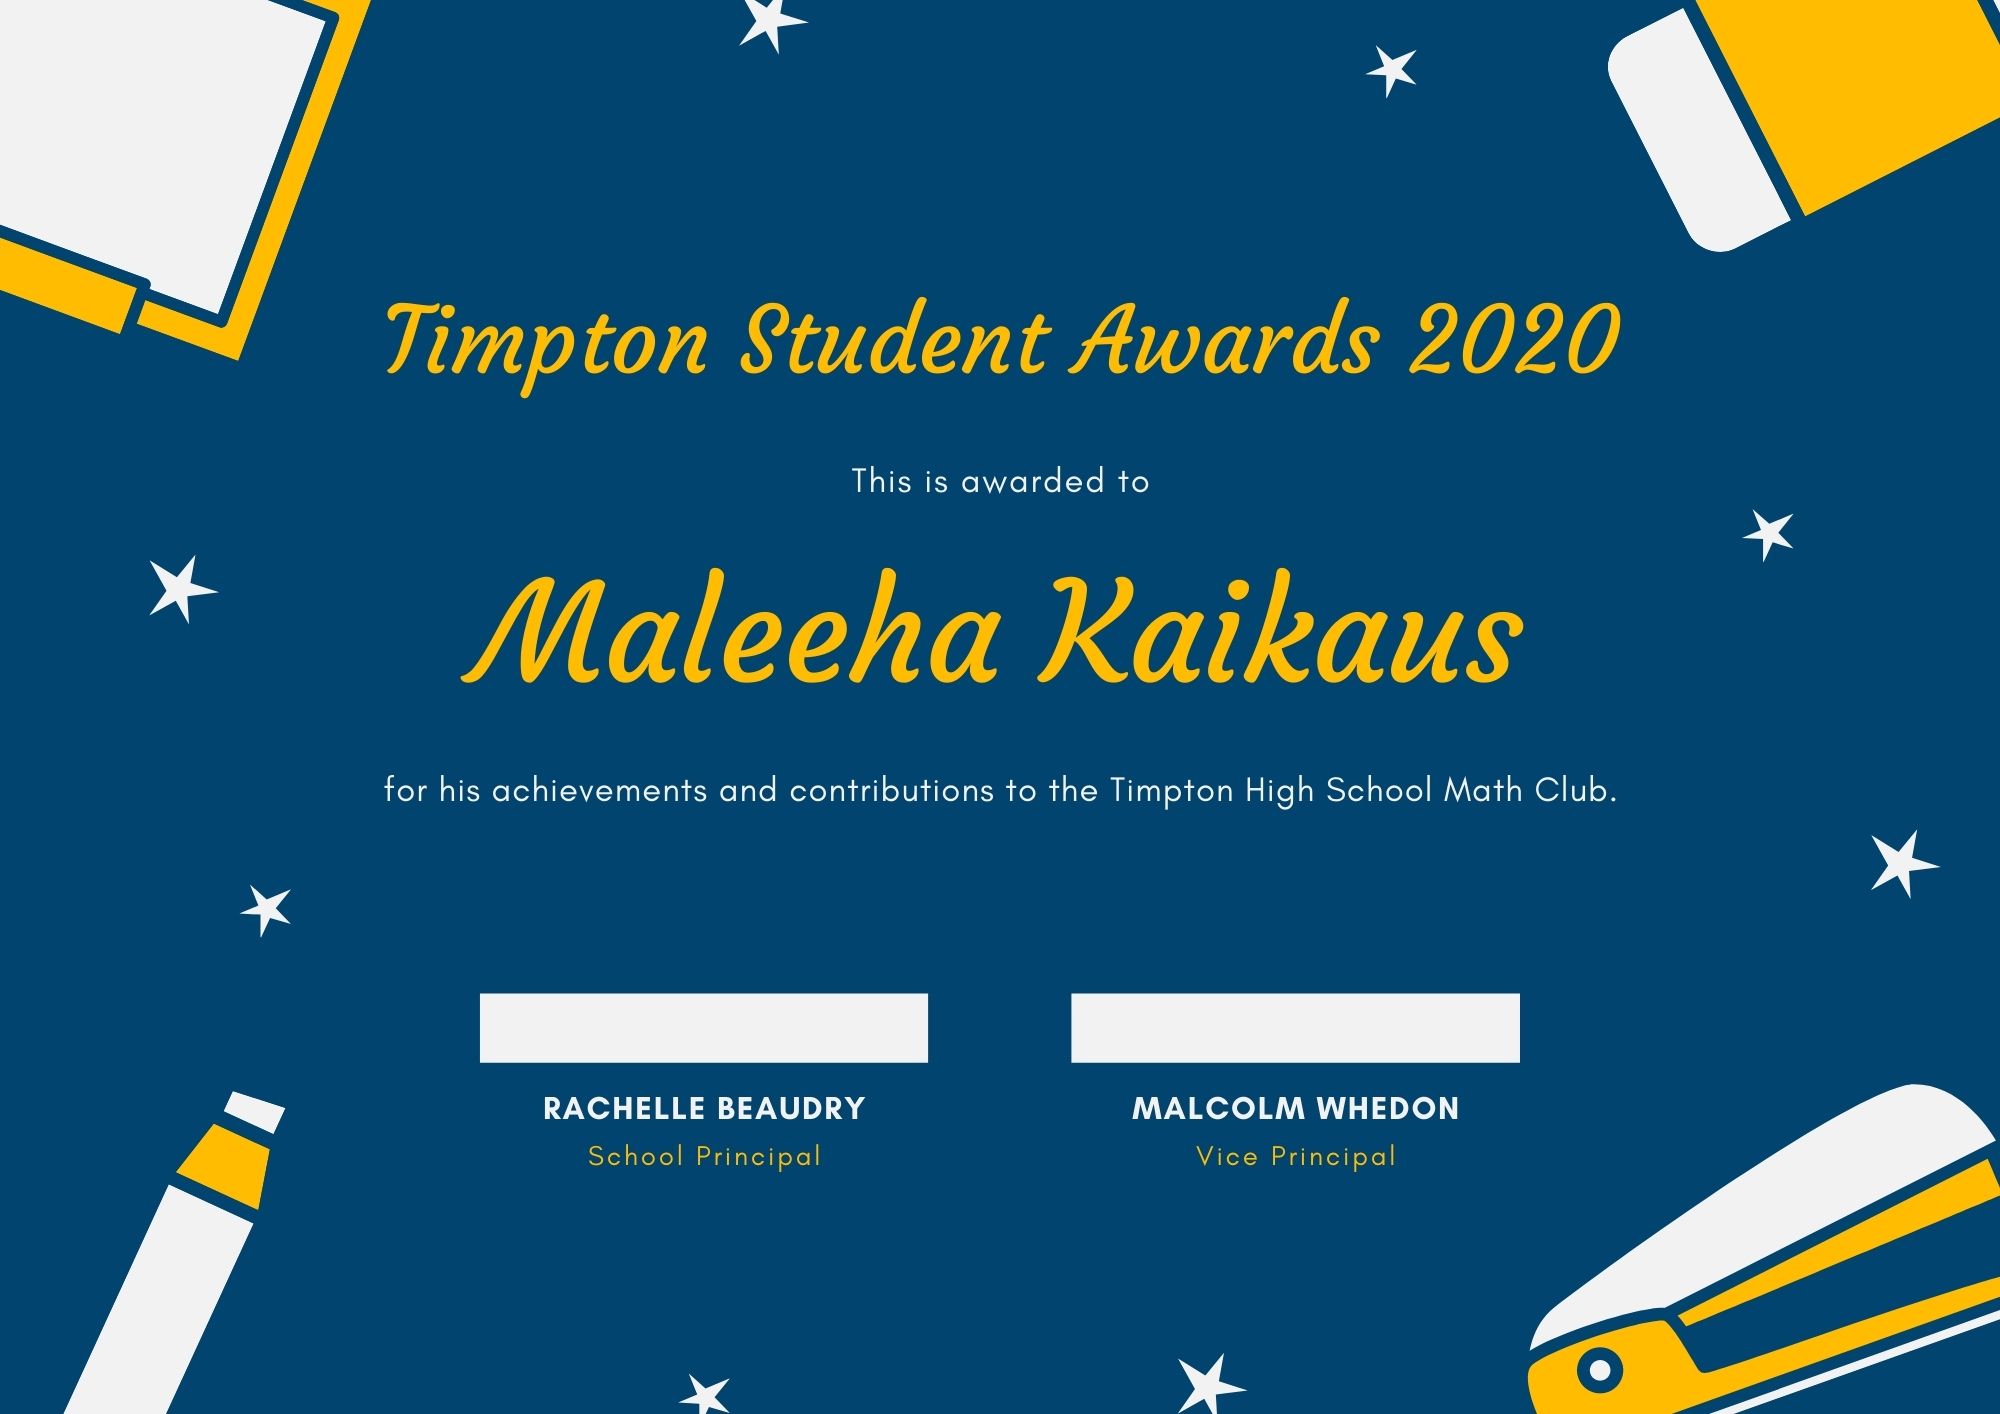 Timpton Student Awards 2020
This is awarded to
Maleeha Kaikaus
for his achievements and contributions to the Timpton High School Math Club.
RACHELLE BEAUDRY
School Principal
MALCOLM WHEDON
Vice Principal